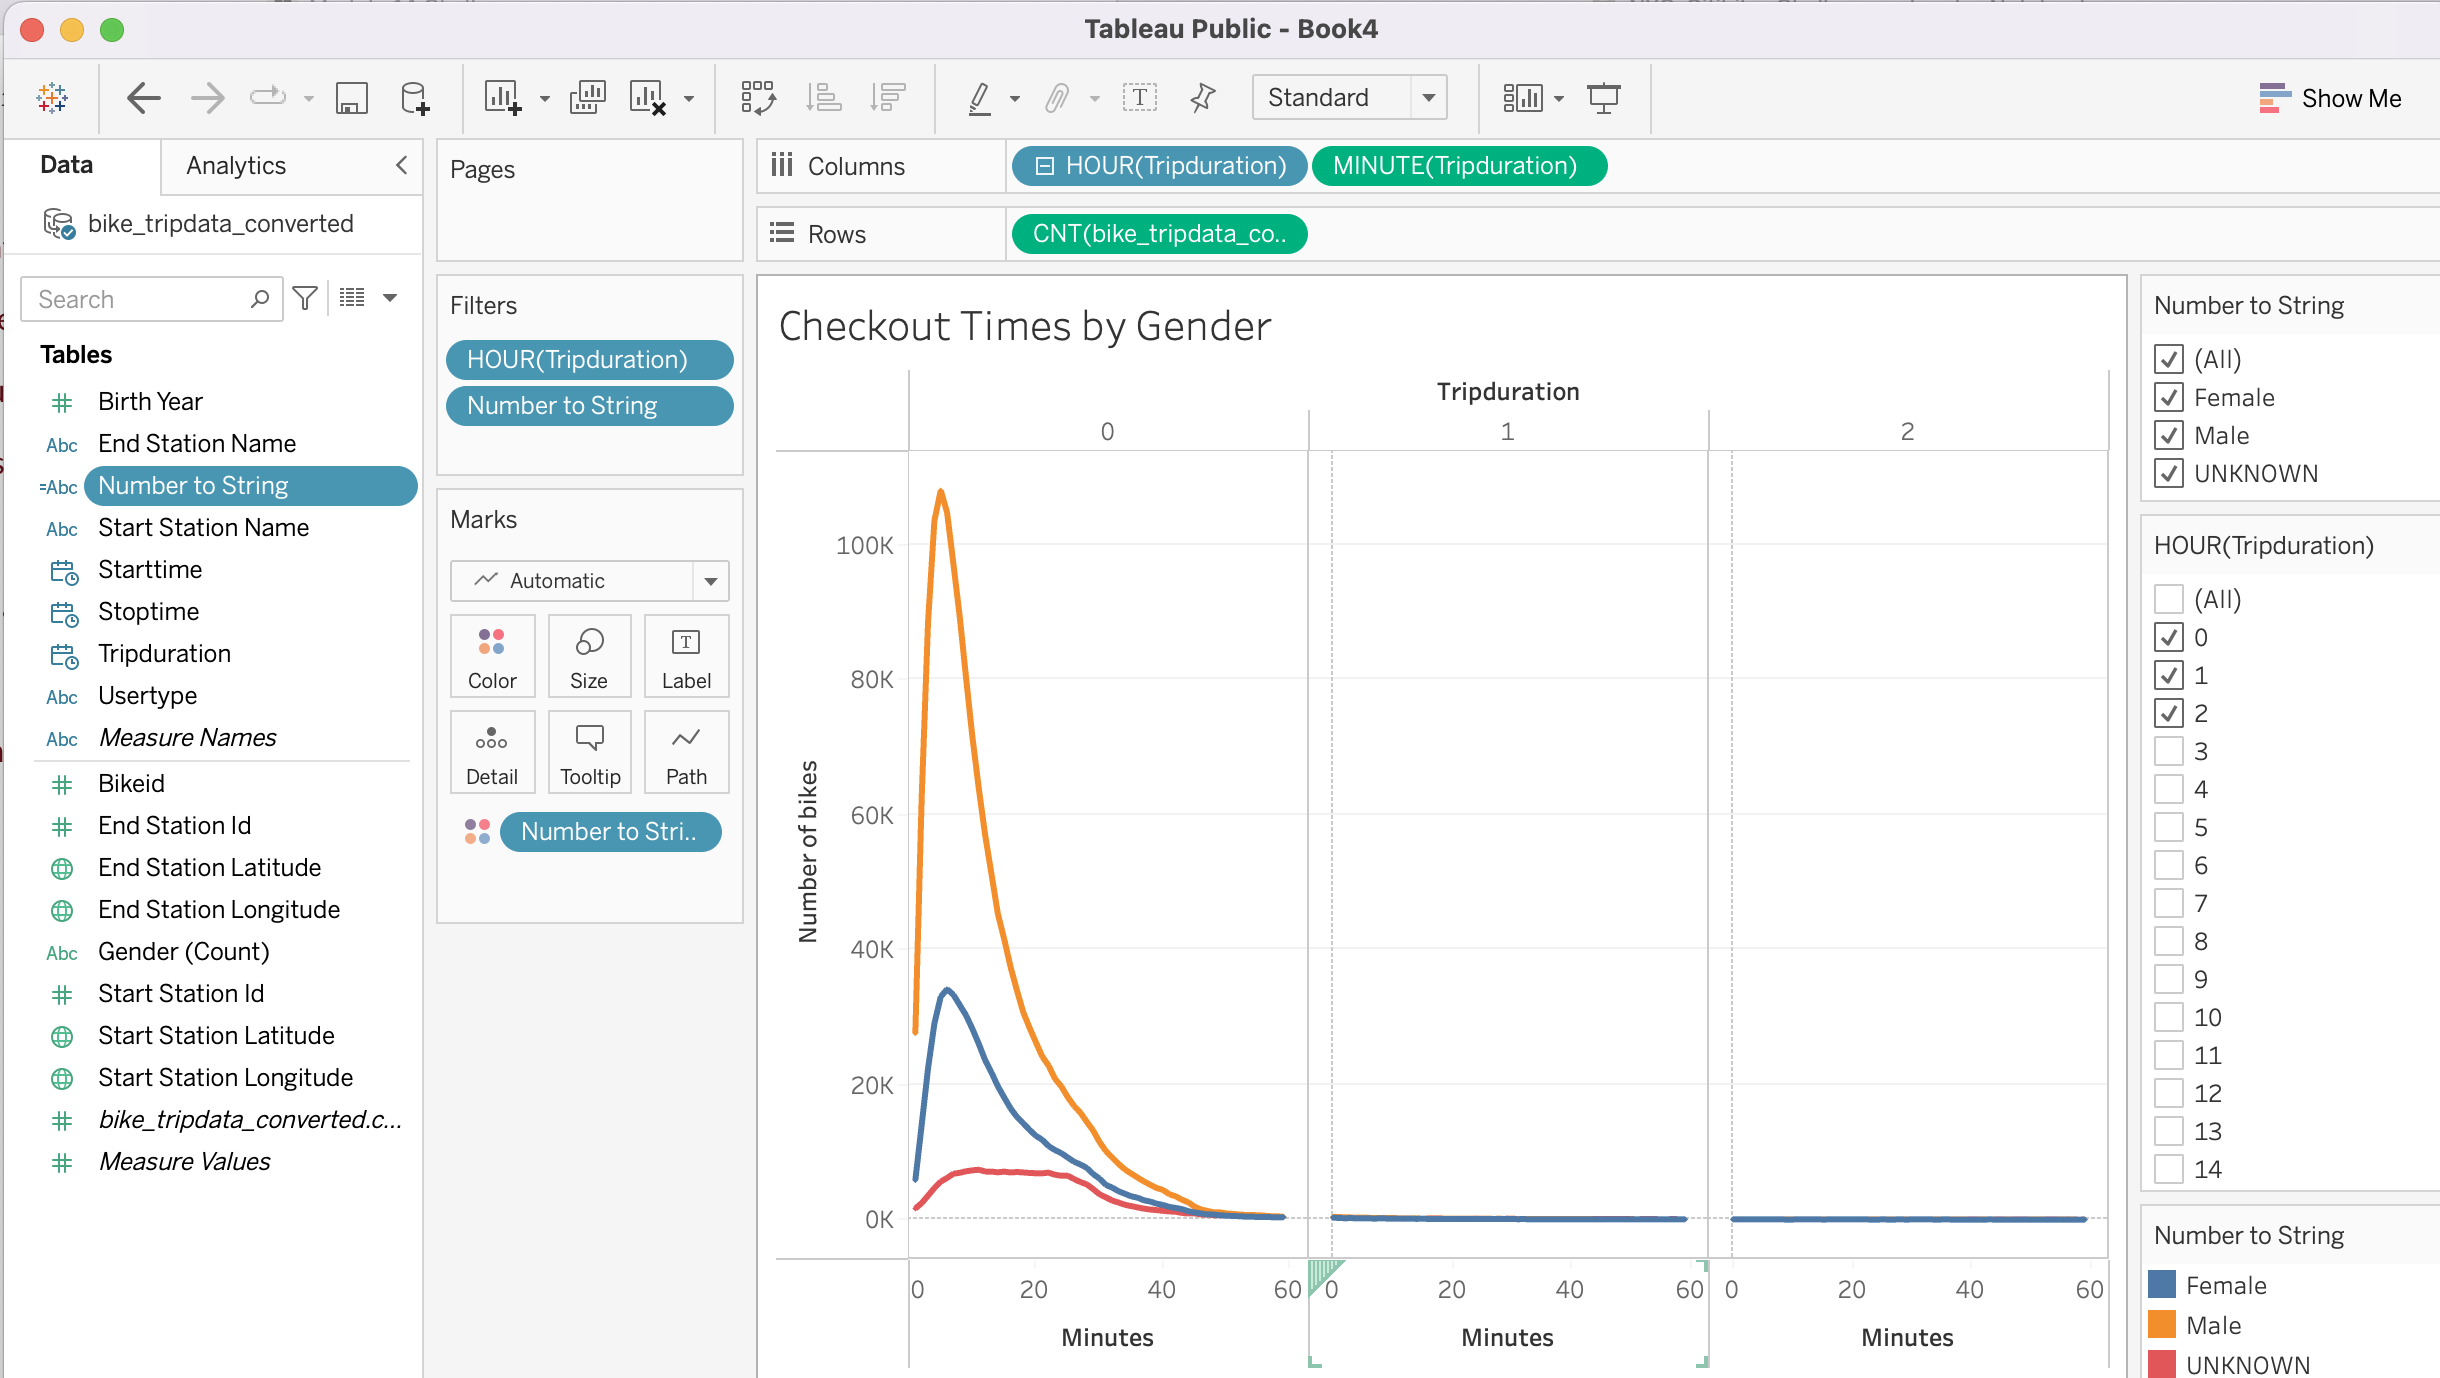 Tableau Public - Book4
Standard
Show Me
Data
Analytics
bike_tripdata_converted
Search
Tables
Birth Year
Abc End Station Name
=Abc Number to String
Abc Start Station Name
Starttime
Stoptime
Tripduration
Abc Usertype
Abc Measure Names
Bikeid
End Station Id
End Station Latitude
End Station Longitude
Abc Gender (Count)
Start Station Id
Start Station Latitude
Start Station Longitude
bike_tripdata_converted.c...
Measure Values
Pages
Filters
HOUR(Tripduration)
Number to String
Marks
Automatic
Color Size Label
Detail Tooltip Path
Number to Stri..
Columns HOUR(Tripduration) MINUTE(Tripduration)
Rows CNT(bike_tripdata_co..
Checkout Times by Gender
Tripduration
0 1 2
100K
80K
60K
40K
20K
0K
Number of bikes
0 20 40 60 0 20 40 60 0 20 40 60
Minutes Minutes Minutes
Number to String
(All)
Female
Male
UNKNOWN
HOUR(Tripduration)
(All)
0
1
2
3
4
5
6
7
8
9
10
11
12
13
14
Number to String
Female
Male
UNKNOWN